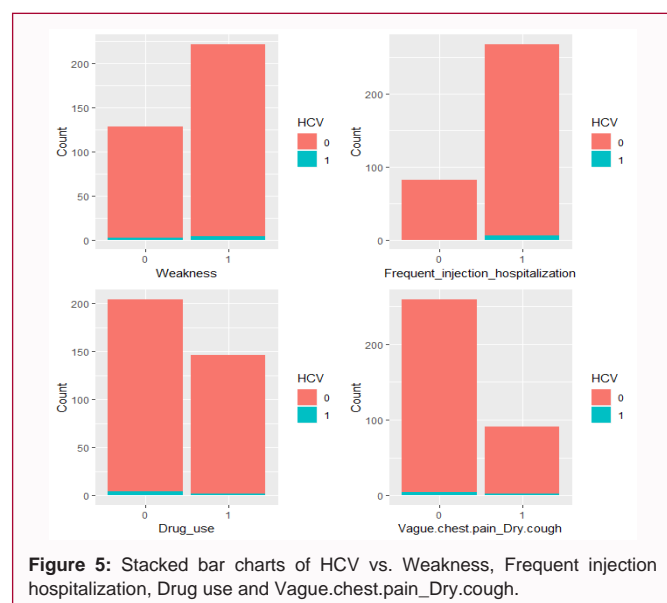 200
150
100
50
0
Count
0
1
Weakness
HCV
0
1
200
100
0
Count
0
1
Frequent_injection_hospitalization
HCV
0
1
200
150
100
50
0
Count
0
1
Drug_use
HCV
0
1
200
100
0
Count
0
1
Vague.chest.pain_Dry.cough
HCV
0
1
Figure 5: Stacked bar charts of HCV vs. Weakness, Frequent injection
hospitalization, Drug use and Vague.chest.pain_Dry.cough.